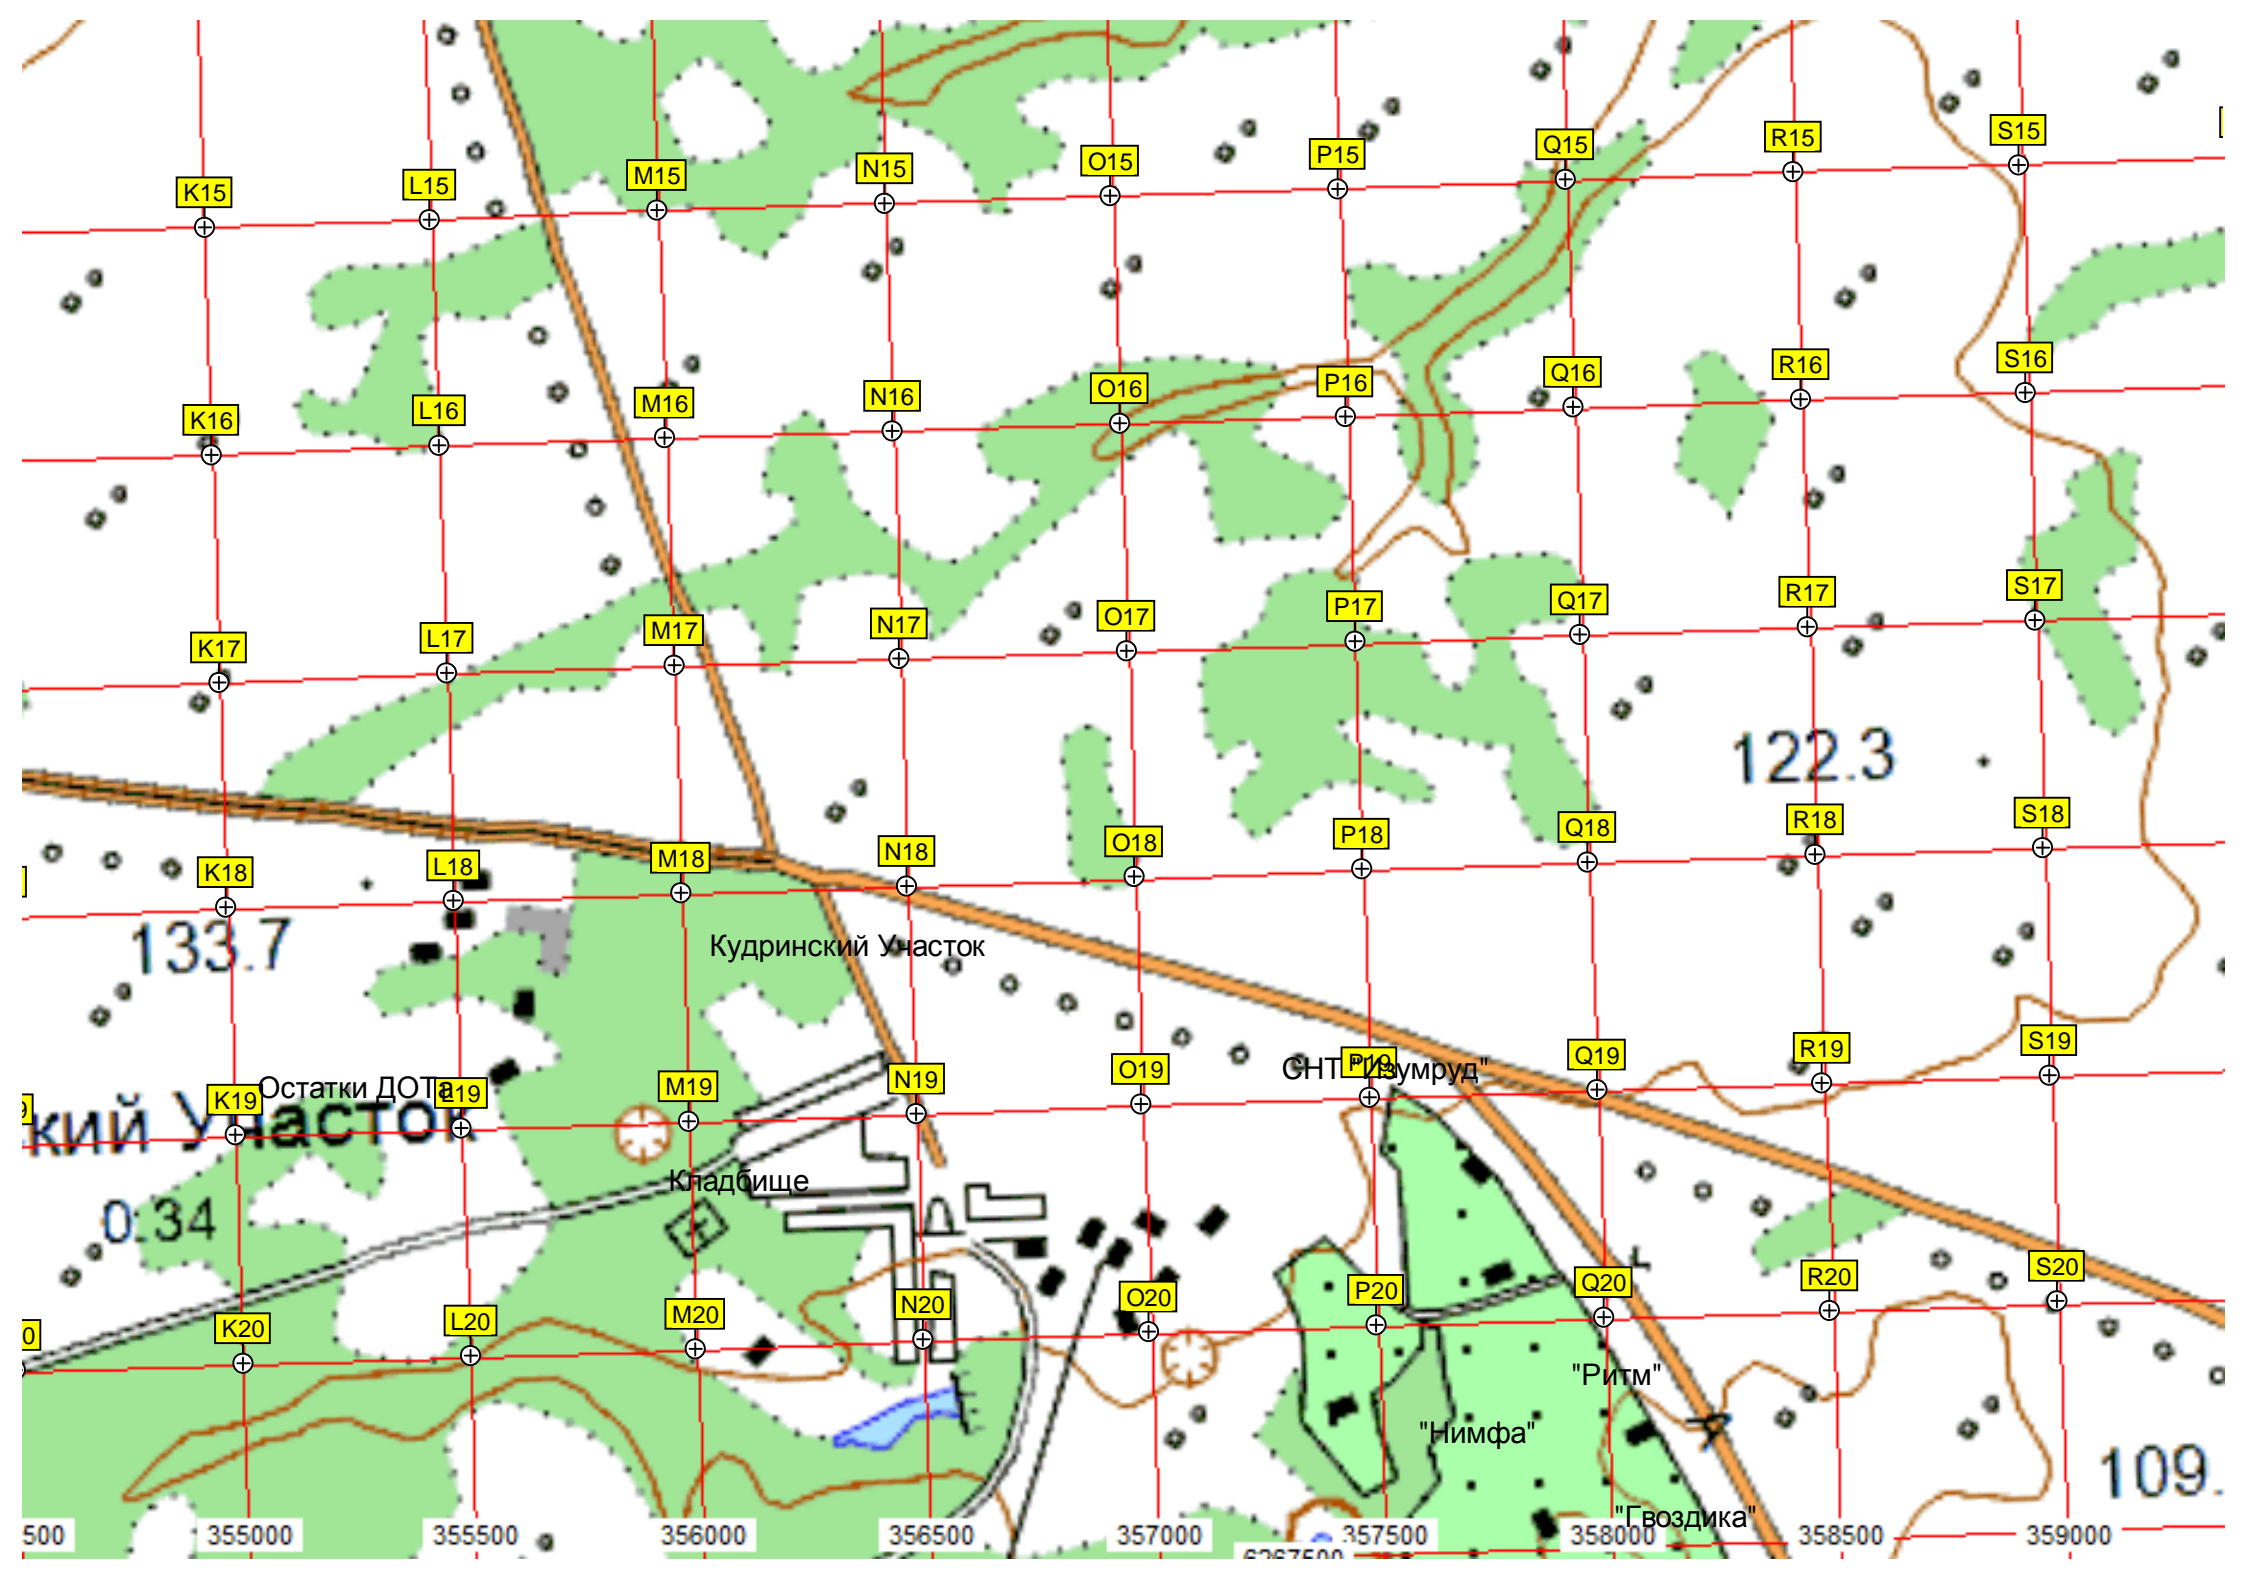 K15 L15 M15 N15 O15 P15 Q15 R15 S15
K16 L16 M16 N16 O16 P16 Q16 R16 S16
K17 L17 M17 N17 O17 P17 Q17 R17 S17
122.3
K18 L18 M18 N18 O18 P18 Q18 R18 S18
133.7
Кудринский Участок
СНТ "Изумруд"
K19 L19 M19 N19 O19 P19 Q19 R19 S19
Остатки ДОТа
кий Участок
Кладбище
0.34
K20 L20 M20 N20 O20 P20 Q20 R20 S20
"Ритм"
"Нимфа"
109.
"Гвоздика"
500 355000 355500 356000 356500 357000 357500 358000 358500 359000
6267500